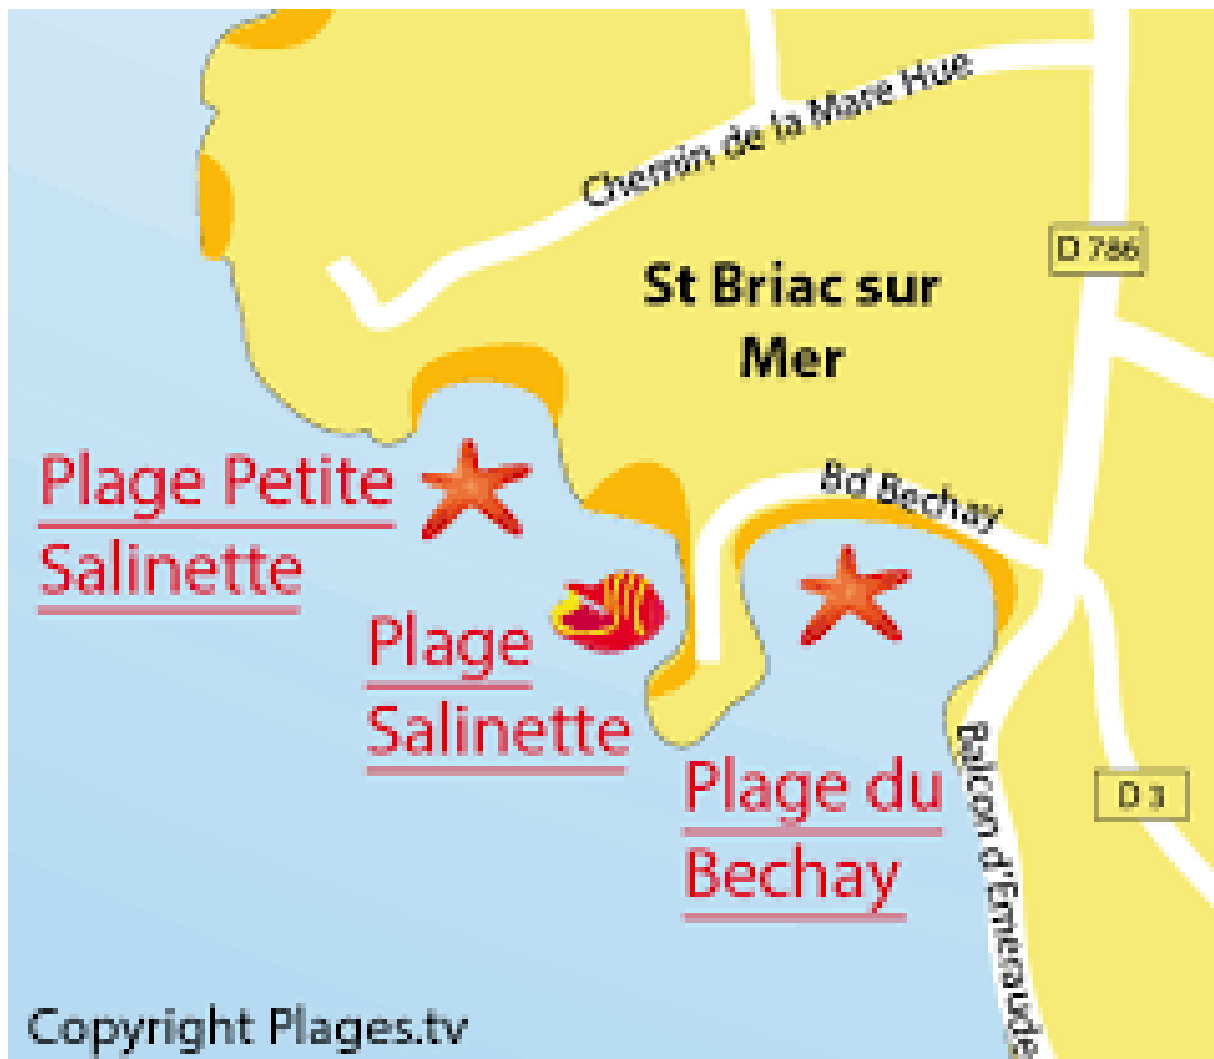 Chemin de la Mare Hue
D 786
St Briac sur
Mer
Plage Petite
Salinette
Bd Bechay
Plage
Salinette
Plage du
Bechay
Balcon d'Emeraude
D 3
Copyright Plages.tv